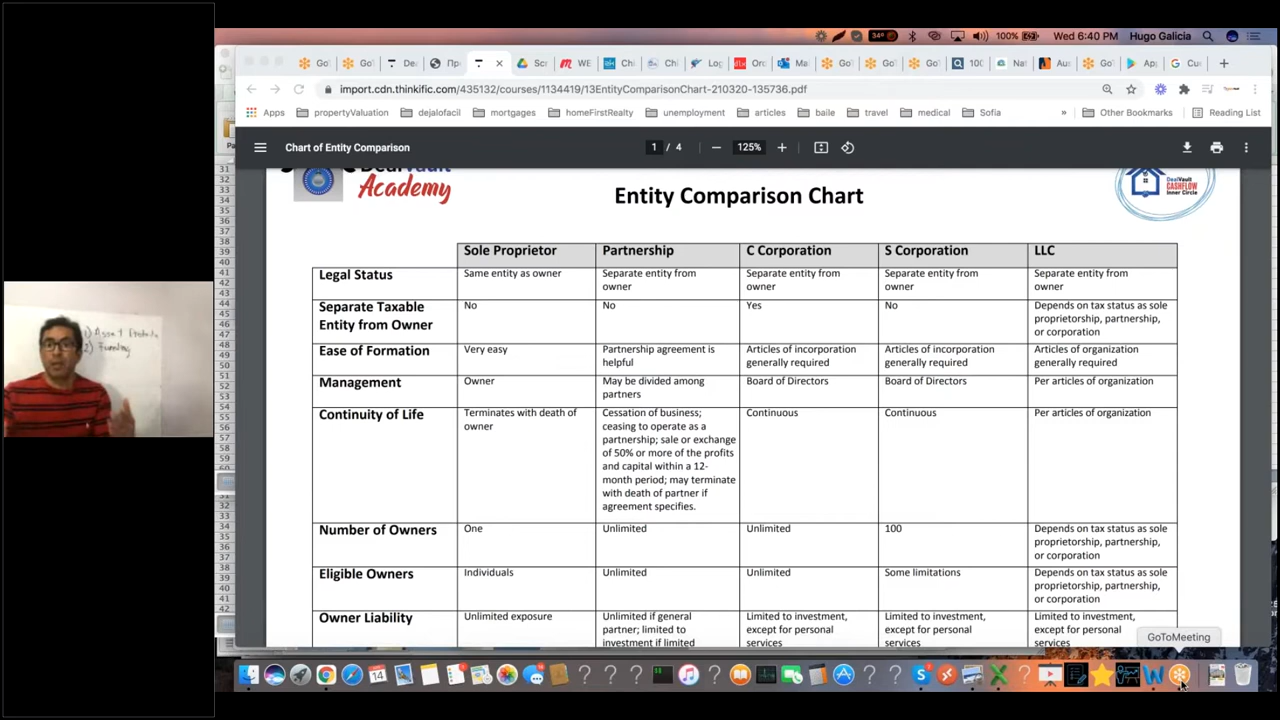 34° 100% Wed 6:40 PM Hugo Galicia
import.cdn.thinkific.com/435132/courses/1134419/13EntityComparisonChart-210320-135736.pdf
Apps propertyValuation dejalofacil mortgages homeFirstRealty unemployment articles baile travel medical Sofia » Other Bookmarks Reading List
Chart of Entity Comparison 1 / 4 125%
Academy
Entity Comparison Chart
DealVault
CASHFLOW
Inner Circle
Sole Proprietor Partnership C Corporation S Corporation LLC
Legal Status Same entity as owner Separate entity from owner Separate entity from owner Separate entity from owner Separate entity from owner
Separate Taxable Entity from Owner No No Yes No Depends on tax status as sole proprietorship, partnership, or corporation
Ease of Formation Very easy Partnership agreement is helpful Articles of incorporation generally required Articles of incorporation generally required Articles of organization generally required
Management Owner May be divided among partners Board of Directors Board of Directors Per articles of organization
Continuity of Life Terminates with death of owner Cessation of business; ceasing to operate as a partnership; sale or exchange of 50% or more of the profits and capital within a 12-month period; may terminate with death of partner if agreement specifies. Continuous Continuous Per articles of organization
Number of Owners One Unlimited Unlimited 100 Depends on tax status as sole proprietorship, partnership, or corporation
Eligible Owners Individuals Unlimited Unlimited Some limitations Depends on tax status as sole proprietorship, partnership, or corporation
Owner Liability Unlimited exposure Unlimited if general partner; limited to investment if limited Limited to investment, except for personal services Limited to investment, except for personal services Limited to investment, except for personal services
GoToMeeting